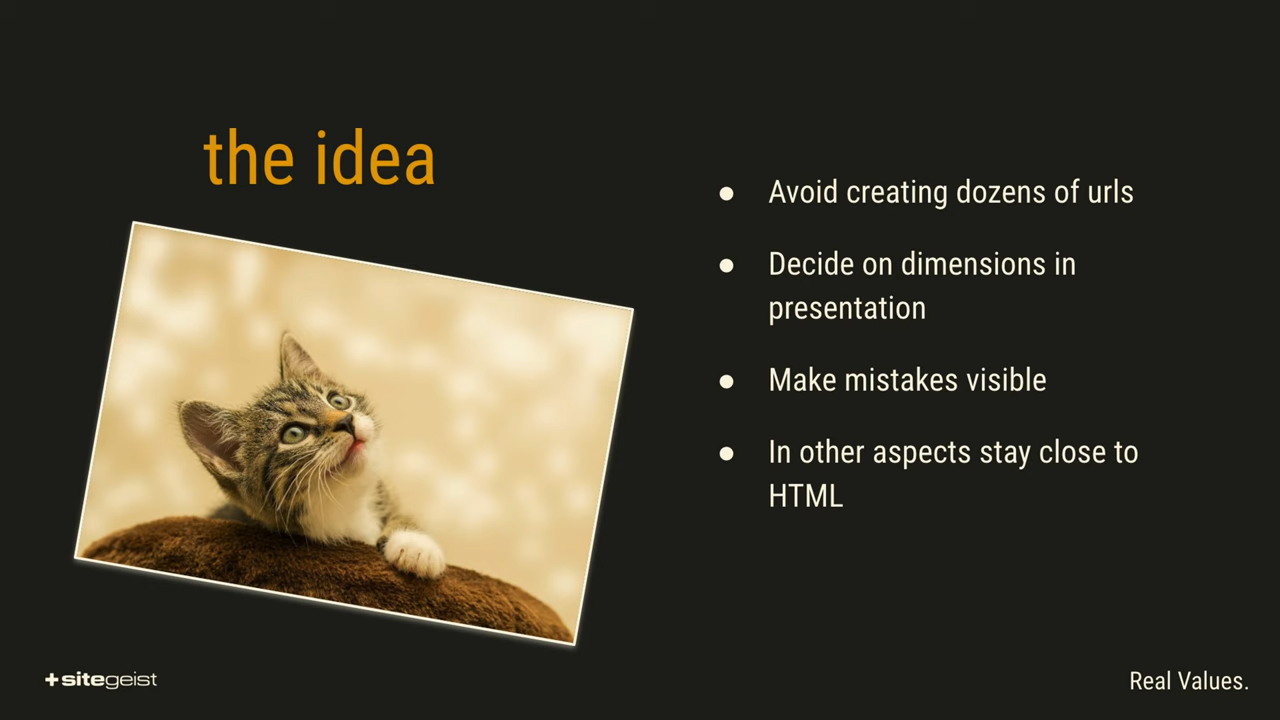 the idea
● Avoid creating dozens of urls
● Decide on dimensions in
presentation
● Make mistakes visible
● In other aspects stay close to
HTML
+sitegeist
Real Values.